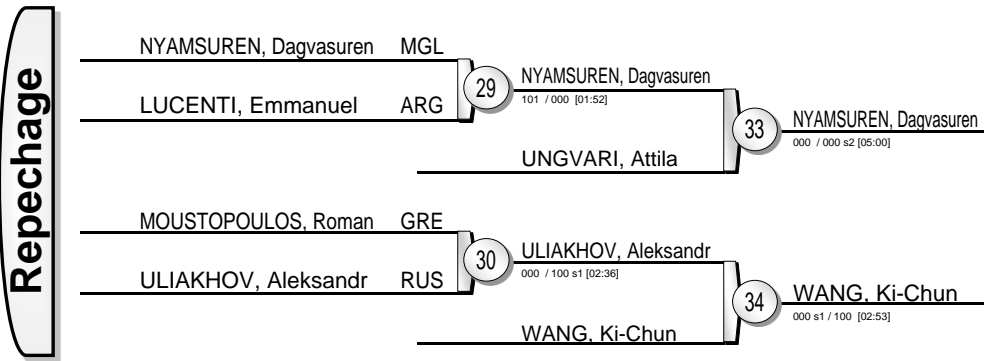 Repechage
NYAMSUREN, Dagvasuren MGL
LUCENTI, Emmanuel ARG
29
NYAMSUREN, Dagvasuren
101 / 000 [01:52]
UNGVARI, Attila
33
NYAMSUREN, Dagvasuren
000 / 000 s2 [05:00]
MOUSTOPOULOS, Roman GRE
ULIAKHOV, Aleksandr RUS
30
ULIAKHOV, Aleksandr
000 / 100 s1 [02:36]
WANG, Ki-Chun
34
WANG, Ki-Chun
000 s1 / 100 [02:53]